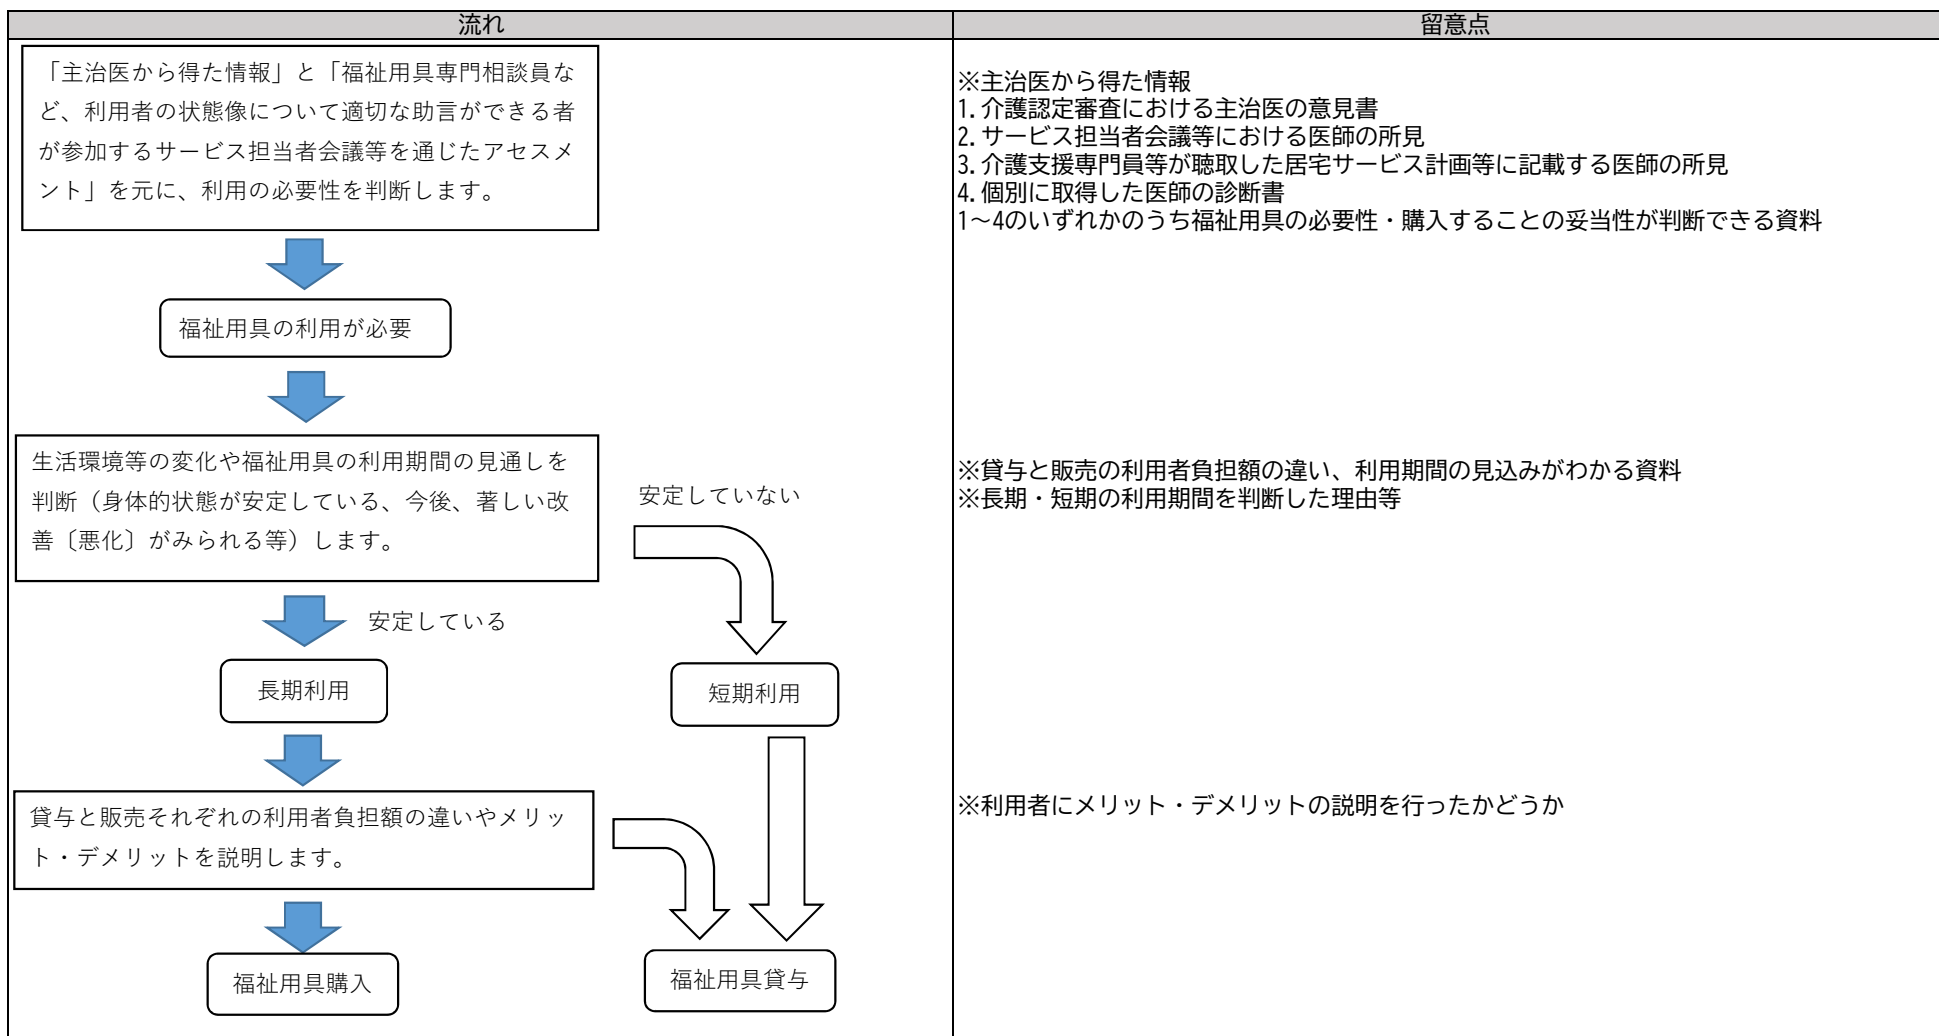 流れ
留意点
「主治医から得た情報」と「福祉用具専門相談員な
ど、利用者の状態像について適切な助言ができる者
が参加するサービス担当者会議等を通じたアセスメ
ント」を元に、利用の必要性を判断します。
※主治医から得た情報
1.介護認定審査における主治医の意見書
2.サービス担当者会議等における医師の所見
3.介護支援専門員等が聴取した居宅サービス計画等に記載する医師の所見
4.個別に取得した医師の診断書
1～4のいずれかのうち福祉用具の必要性・購入することの妥当性が判断できる資料
福祉用具の利用が必要
生活環境等の変化や福祉用具の利用期間の見通しを
判断（身体的状態が安定している、今後、著しい改
善〔悪化〕がみられる等）します。
安定していない
※貸与と販売の利用者負担額の違い、利用期間の見込みがわかる資料
※長期・短期の利用期間を判断した理由等
安定している
長期利用
短期利用
貸与と販売それぞれの利用者負担額の違いやメリッ
ト・デメリットを説明します。
※利用者にメリット・デメリットの説明を行ったかどうか
福祉用具購入
福祉用具貸与